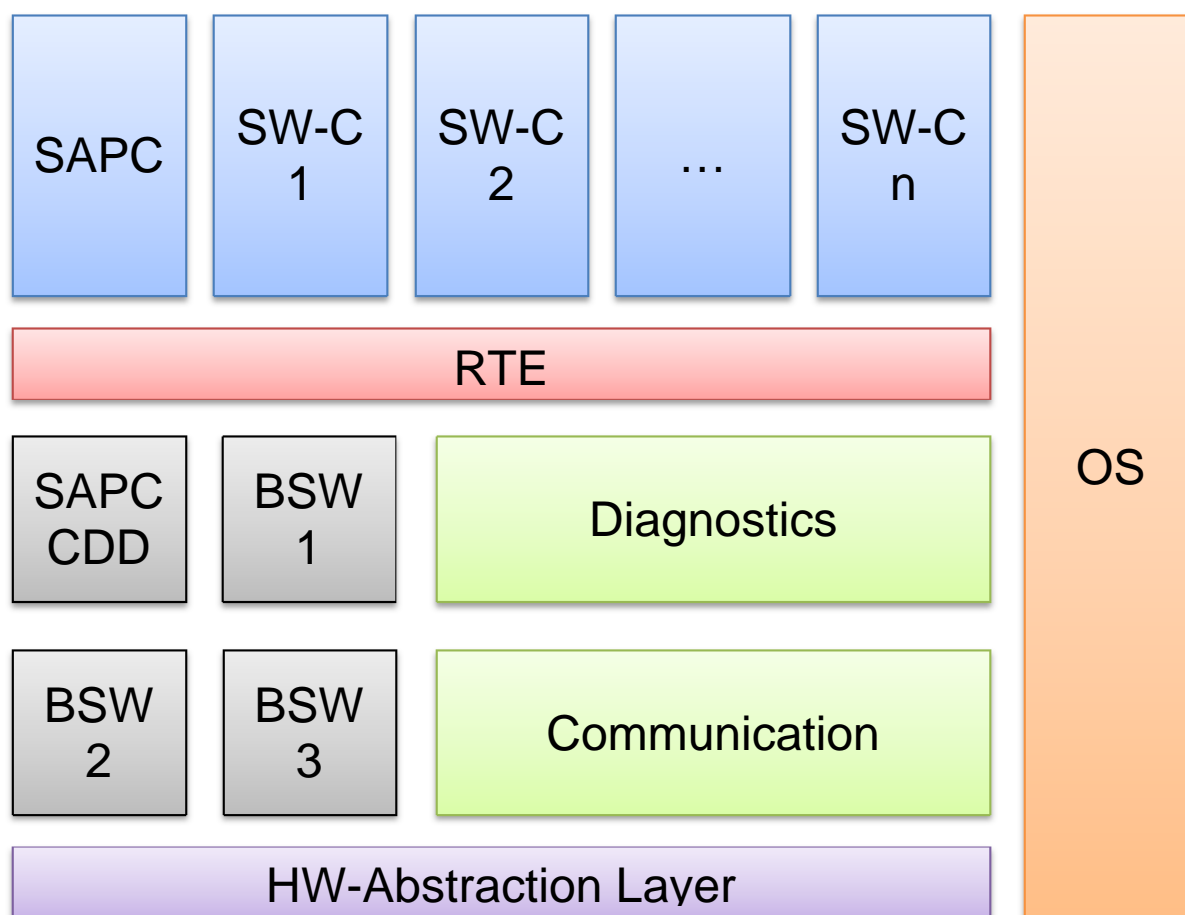 SAPC
SW-C
1
SW-C
2
…
SW-C
n
RTE
OS
SAPC
CDD
BSW
1
Diagnostics
BSW
2
BSW
3
Communication
HW-Abstraction Layer